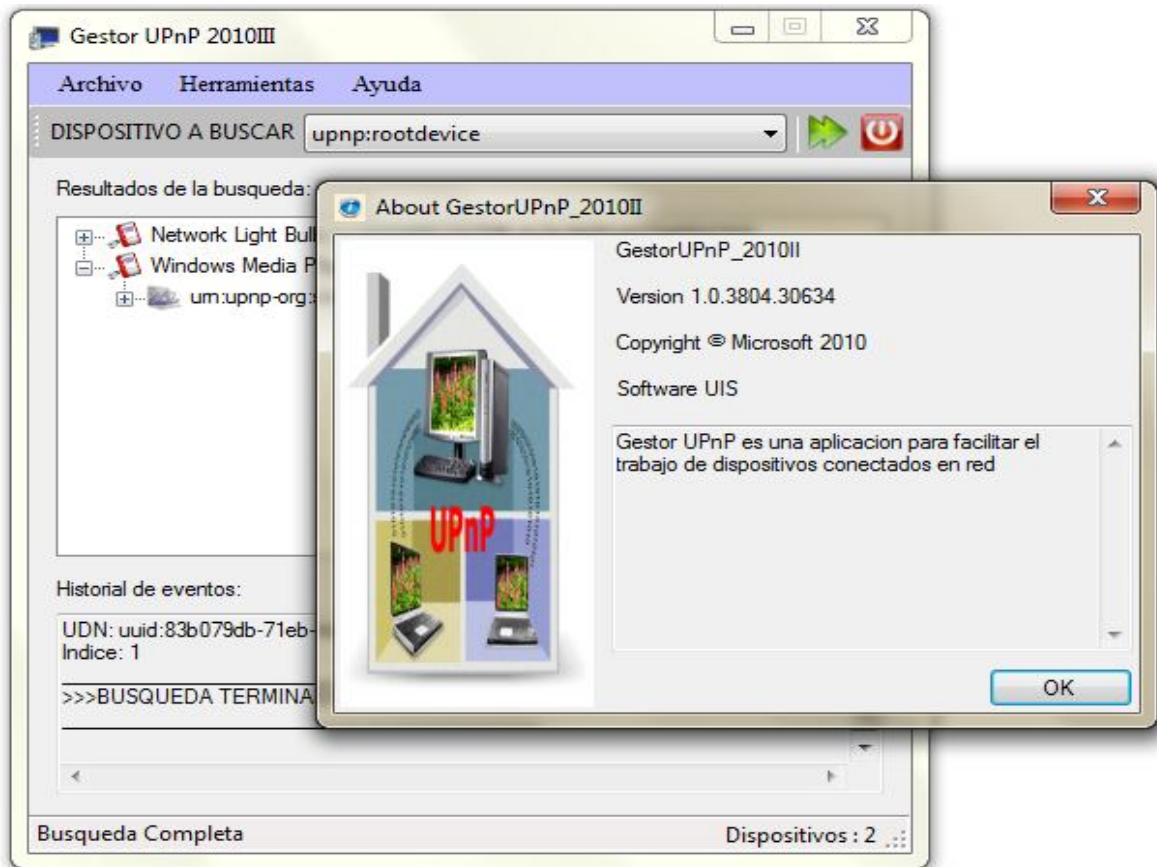 Gestor UPnP 2010III
Archivo Herramientas Ayuda
DISPOSITIVO A BUSCAR upnp:rootdevice
Resultados de la busqueda:
Network Light
Windows Media
urn:upnp-org:
Historial de eventos:
UDN: uuid:83b079db-71eb-
Indice: 1
>>>BUSQUEDA TERMINA
Busqueda Completa
Dispositivos : 2
About GestorUPnP_2010II
GestorUPnP_2010II
Version 1.0.3804.30634
Copyright © Microsoft 2010
Software UIS
Gestor UPnP es una aplicacion para facilitar el
trabajo de dispositivos conectados en red
UPnP
OK